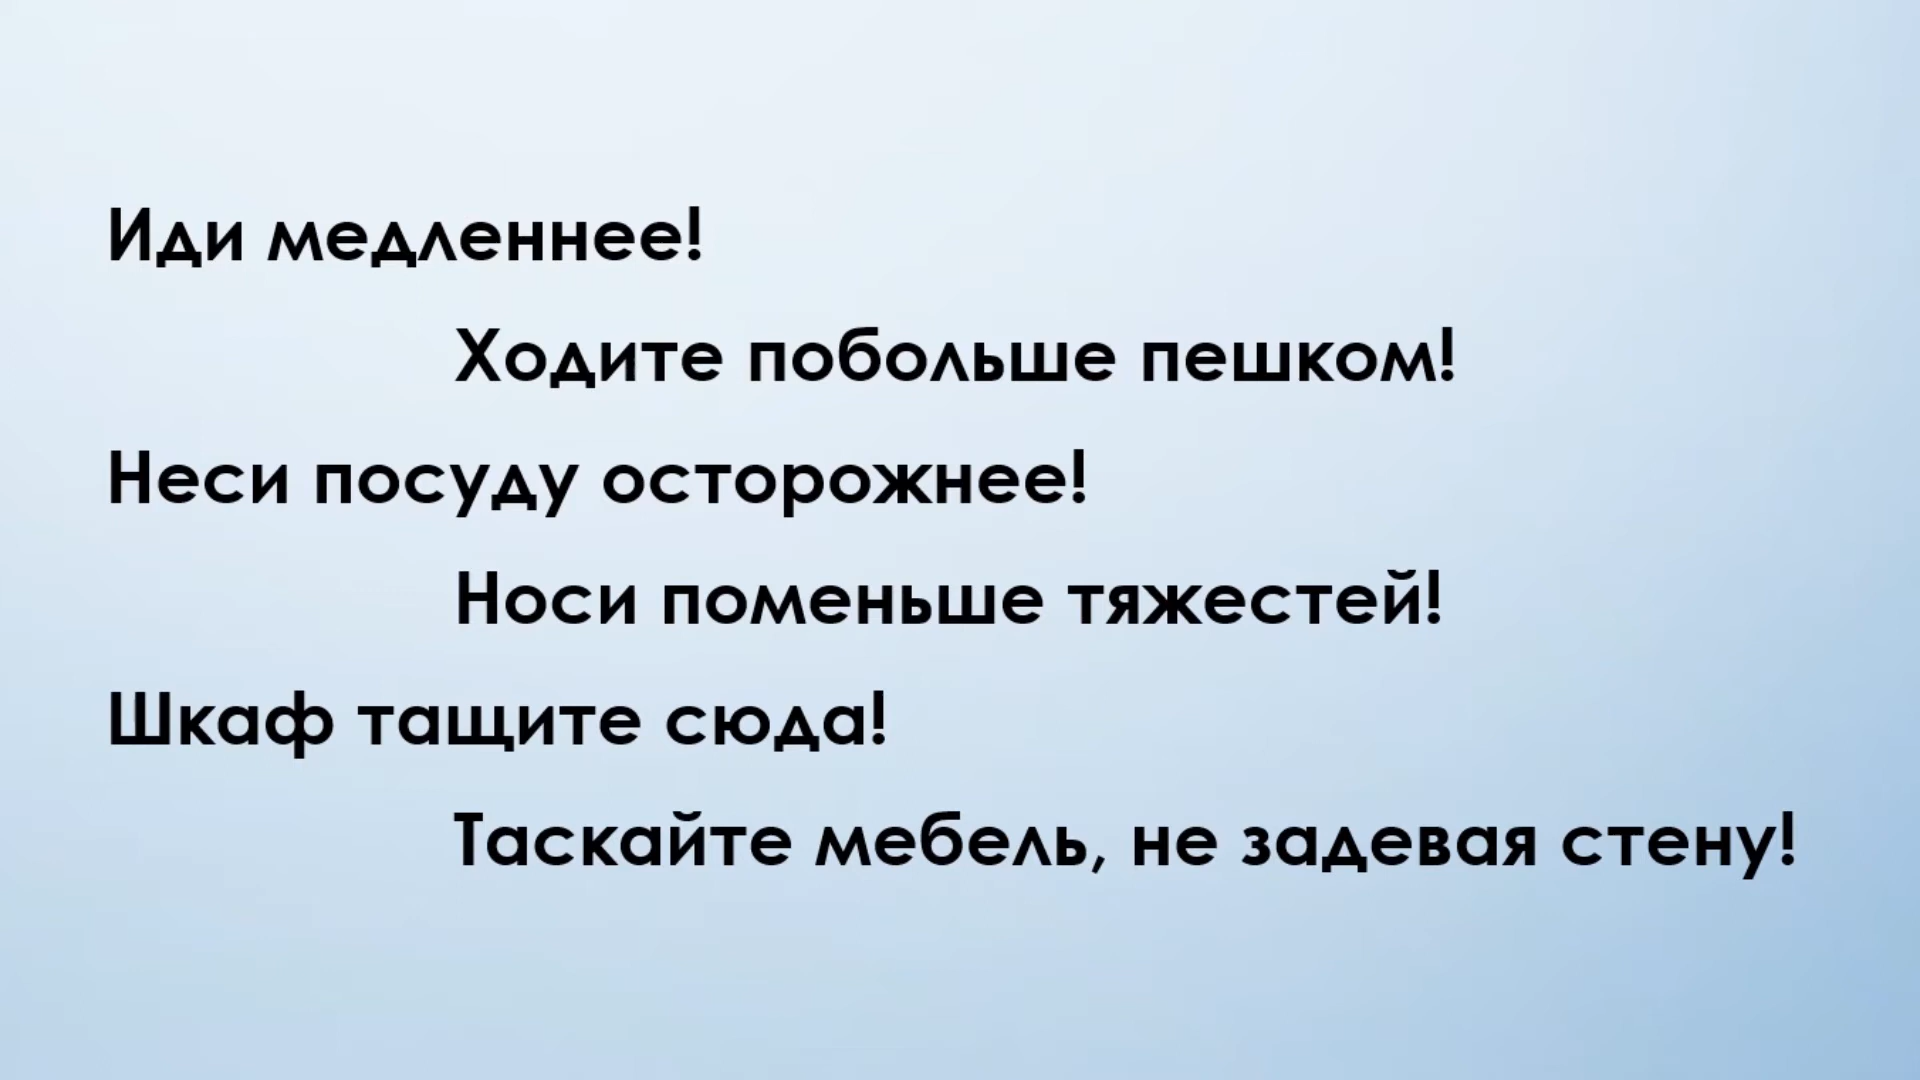 Иди медленнее!
Ходите побольше пешком!
Неси посуду осторожнее!
Носи поменьше тяжестей!
Шкаф тащите сюда!
Таскайте мебель, не задевая стену!